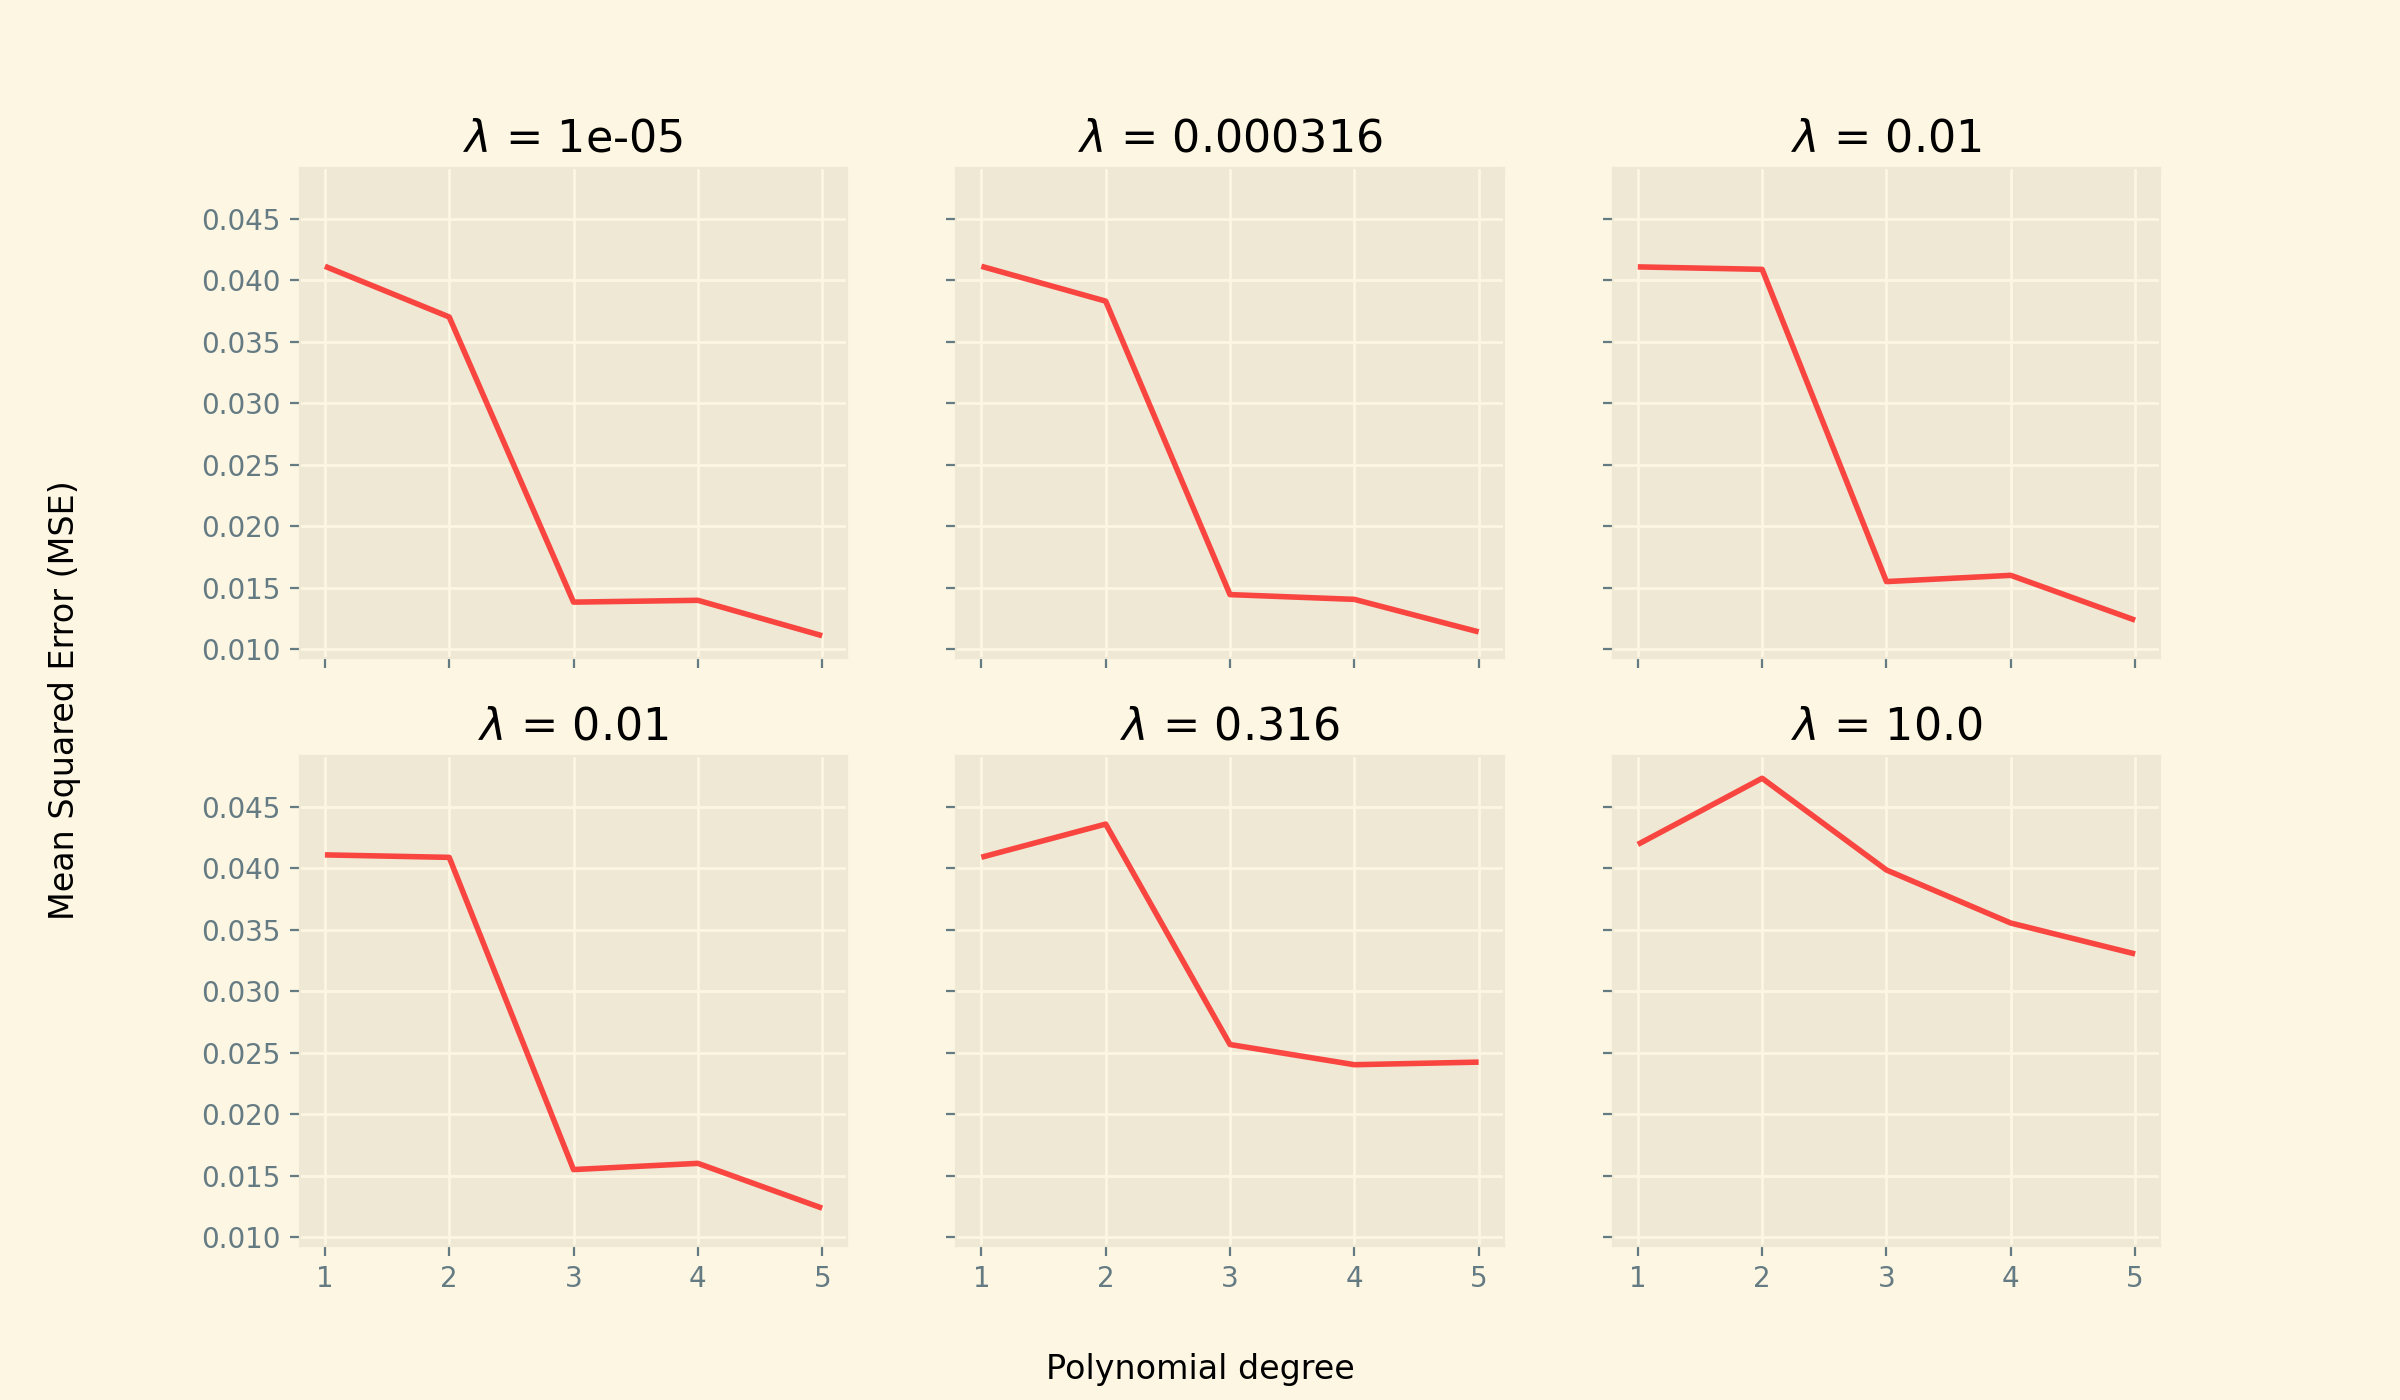 λ = 1e-05
λ = 0.000316
λ = 0.01
0.045
0.040
0.035
0.030
0.025
0.020
0.015
0.010
Mean Squared Error (MSE)
λ = 0.01
λ = 0.316
λ = 10.0
0.045
0.040
0.035
0.030
0.025
0.020
0.015
0.010
1 2 3 4 5
1 2 3 4 5
1 2 3 4 5
Polynomial degree